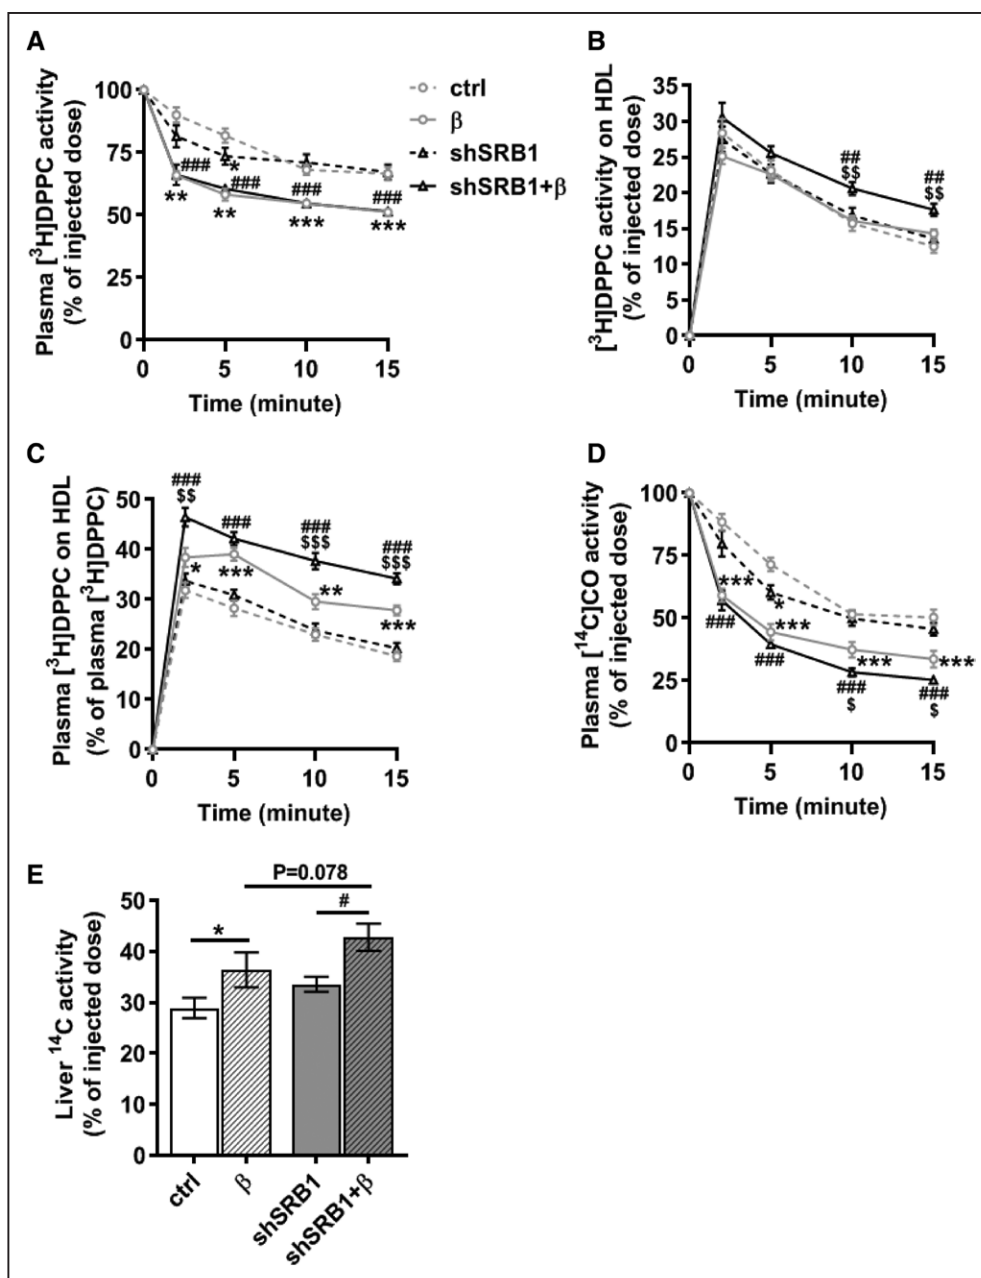 A
Plasma [³H]DPPC activity
(% of injected dose)
100
75
50
25
0
###
###
###
###
*
**
**
***
***
0
5
10
15
Time (minute)
ctrl
β
shSRB1
shSRB1+β
B
[³H]DPPC activity on HDL
(% of injected dose)
35
30
25
20
15
10
5
0
##
$$
##
$$
0
5
10
15
Time (minute)
C
Plasma [³H]DPPC on HDL
(% of plasma [³H]DPPC)
50
40
30
20
10
0
###
$$
###
###
$$$
###
$$$
*
***
**
***
0
5
10
15
Time (minute)
D
Plasma [¹⁴C]CO activity
(% of injected dose)
100
75
50
25
0
***
*
***
***
***
###
###
###
$
###
$
0
5
10
15
Time (minute)
E
Liver ¹⁴C activity
(% of injected dose)
50
40
30
20
10
0
P=0.078
*
#
ctrl
β
shSRB1
shSRB1+β